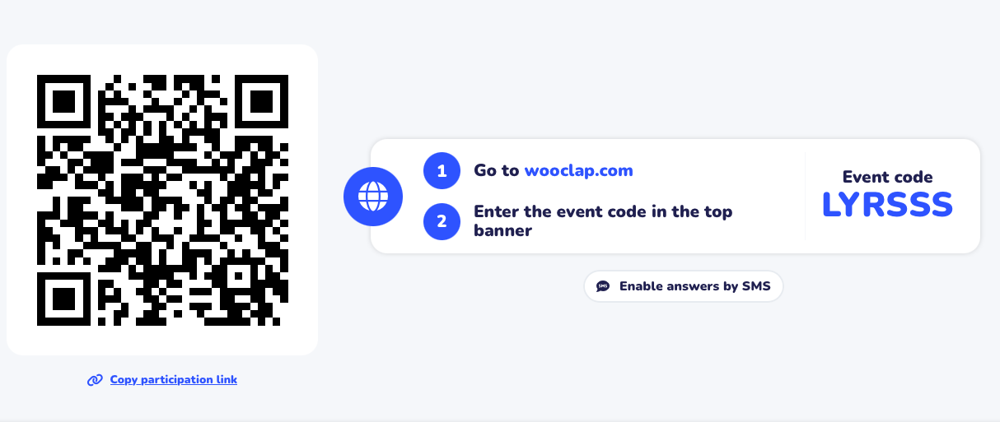 Copy participation link
1
Go to wooclap.com
2
Enter the event code in the top
banner
Event code
LYRSSS
SMS
Enable answers by SMS